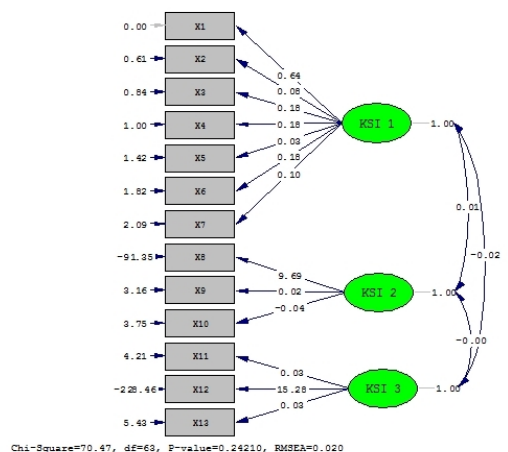 0.00 X1
0.61 X2
0.84 X3
1.00 X4
1.42 X5
1.82 X6
2.09 X7
-91.35 X8
3.16 X9
3.75 X10
4.21 X11
-228.46 X12
5.43 X13
0.64
0.08
0.18
0.18
0.03
0.18
0.10
KSI 1 1.00
9.69
0.02
-0.04
KSI 2 1.00
0.03
15.28
0.03
KSI 3 1.00
0.01
-0.02
-0.00
Chi-Square=70.47, df=63, P-value=0.24210, RMSEA=0.020